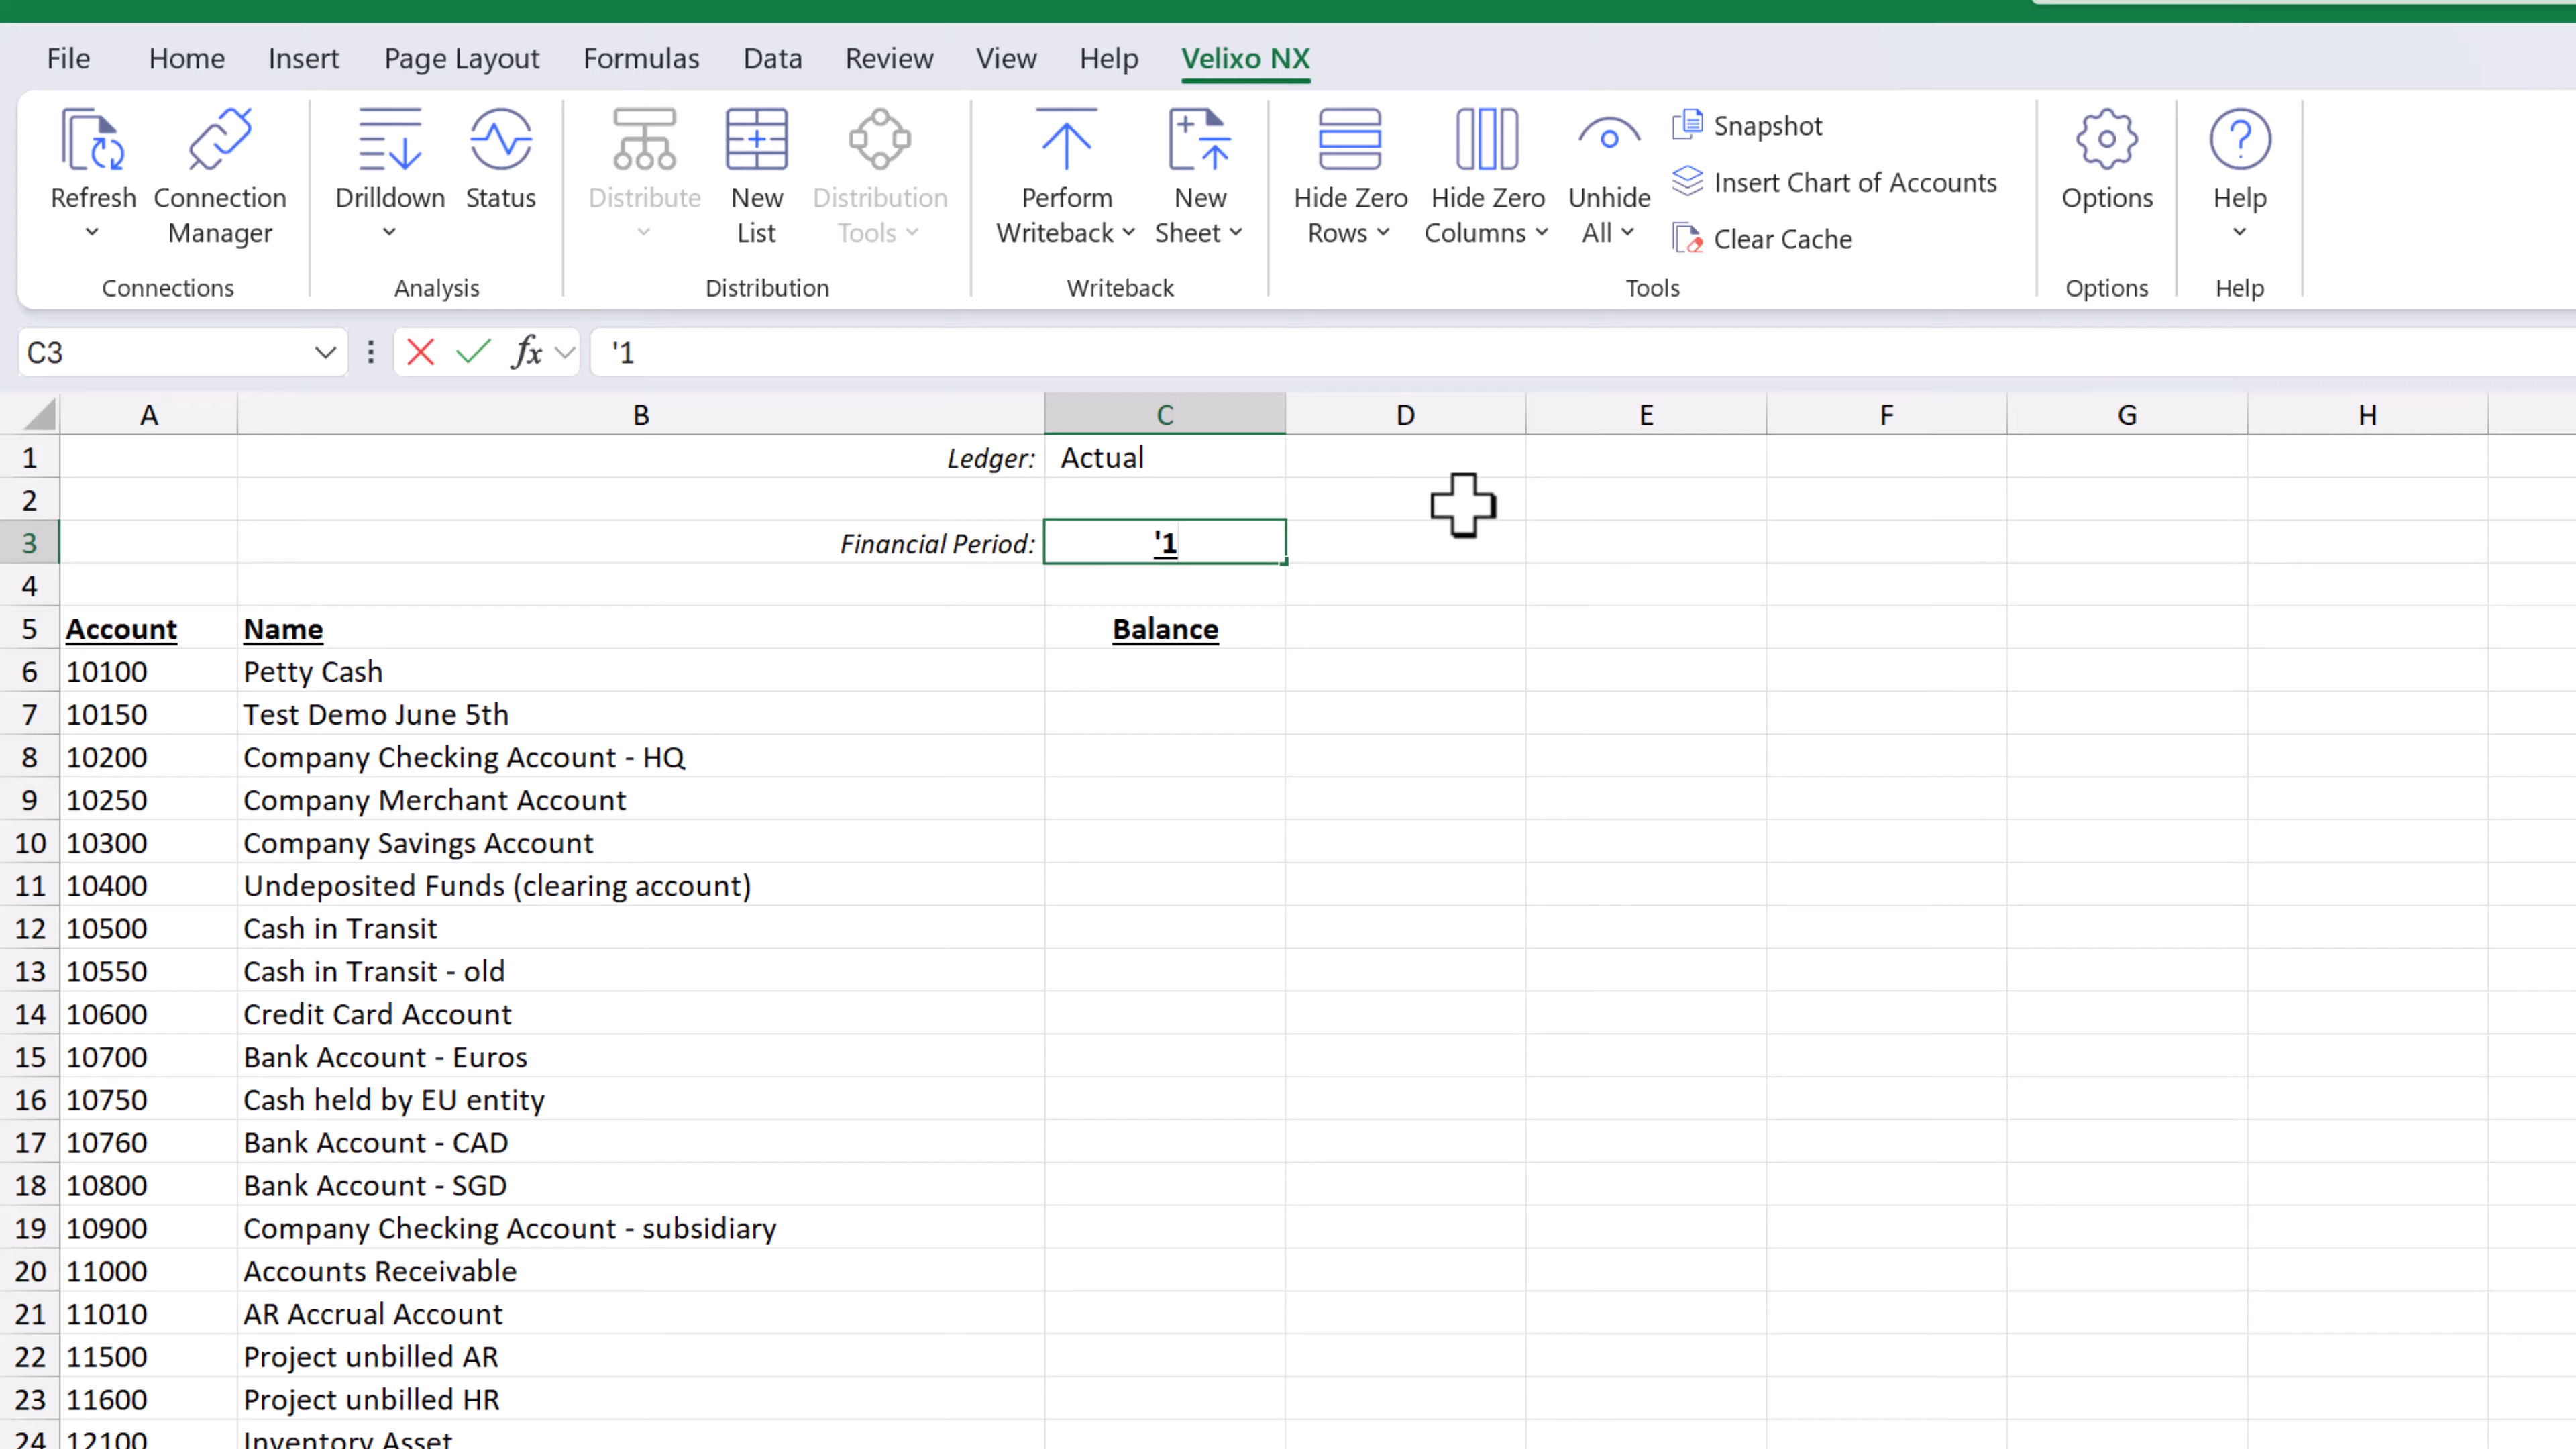 File Home Insert Page Layout Formulas Data Review View Help Velixo NX
Refresh Connection Manager Drilldown Status Distribute New List Distribution Tools Perform Writeback New Sheet Hide Zero Rows Hide Zero Columns Unhide All Snapshot Insert Chart of Accounts Clear Cache Options Help
Connections Analysis Distribution Writeback Tools Options Help
C3 fx '1
A B C D E F G H
1 Ledger: Actual
2
3 Financial Period: '1
4
5 Account Name Balance
6 10100 Petty Cash
7 10150 Test Demo June 5th
8 10200 Company Checking Account - HQ
9 10250 Company Merchant Account
10 10300 Company Savings Account
11 10400 Undeposited Funds (clearing account)
12 10500 Cash in Transit
13 10550 Cash in Transit - old
14 10600 Credit Card Account
15 10700 Bank Account - Euros
16 10750 Cash held by EU entity
17 10760 Bank Account - CAD
18 10800 Bank Account - SGD
19 10900 Company Checking Account - subsidiary
20 11000 Accounts Receivable
21 11010 AR Accrual Account
22 11500 Project unbilled AR
23 11600 Project unbilled HR
24 12100 Inventory Asset